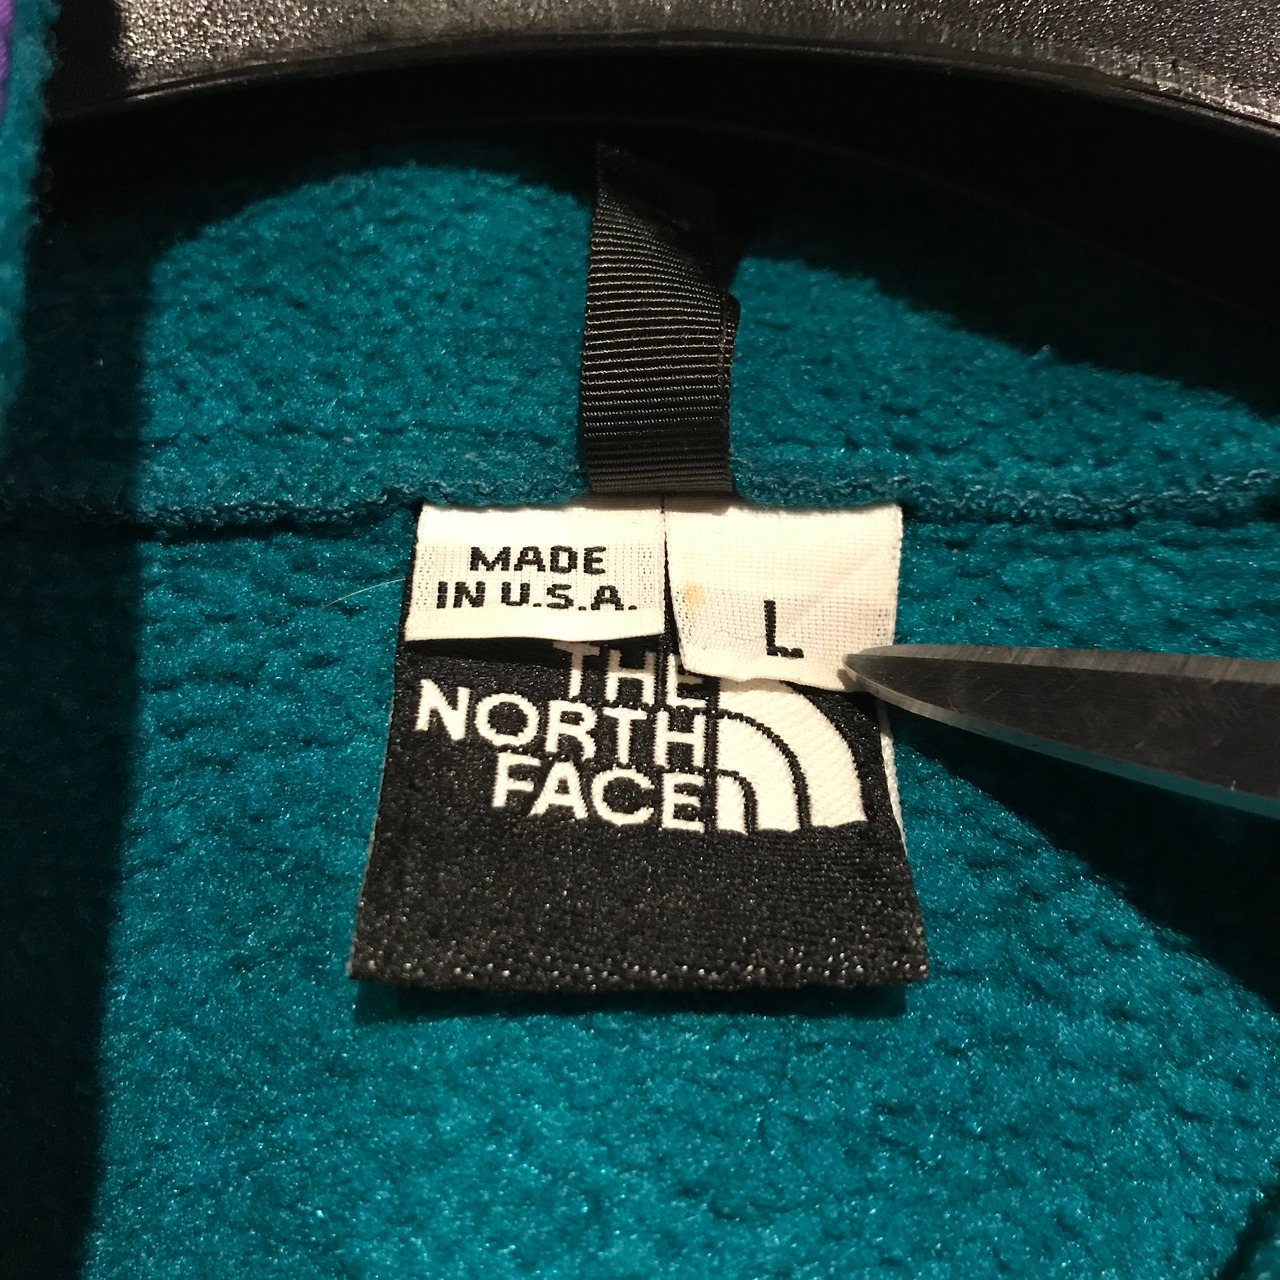 MADE
IN U.S.A.
L
THE
NORTH
FACE